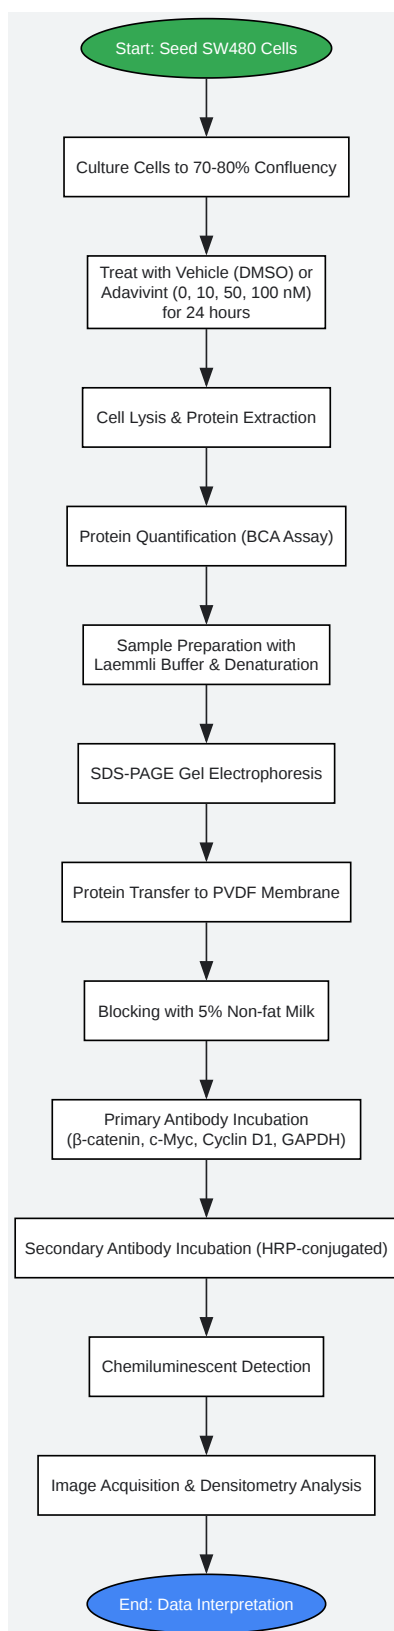 Start: Seed SW480 Cells
Culture Cells to 70-80% Confluency
Treat with Vehicle (DMSO) or
Adavivint (0, 10, 50, 100 nM)
for 24 hours
Cell Lysis & Protein Extraction
Protein Quantification (BCA Assay)
Sample Preparation with
Laemmli Buffer & Denaturation
SDS-PAGE Gel Electrophoresis
Protein Transfer to PVDF Membrane
Blocking with 5% Non-fat Milk
Primary Antibody Incubation
(β-catenin, c-Myc, Cyclin D1, GAPDH)
Secondary Antibody Incubation (HRP-conjugated)
Chemiluminescent Detection
Image Acquisition & Densitometry Analysis
End: Data Interpretation